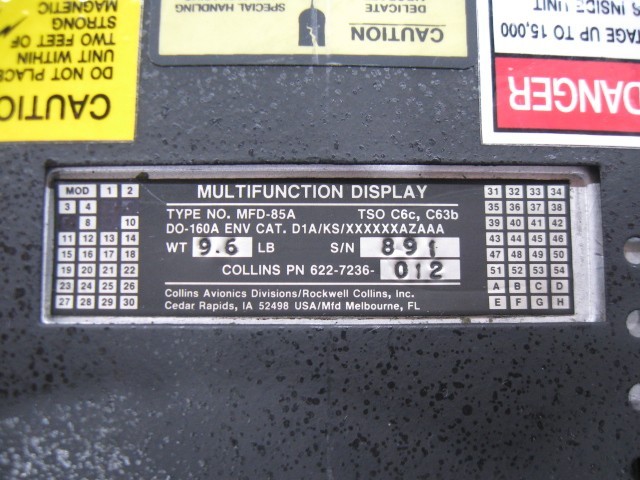 CAUTION
DO NOT PLACE
UNIT WITHIN
TWO FEET OF
STRONG
MAGNETIC
CAUTION
DELICATE
SPECIAL HANDLING
DANGER
TAGE UP TO 15,000
S INSIDE UNIT
MULTIFUNCTION DISPLAY
TYPE NO. MFD-85A TSO C6c, C63b
DO-160A ENV CAT. D1A/KS/XXXXXXAZAAA
WT 9.6 LB S/N 891
COLLINS PN 622-7236-012
Collins Avionics Divisions/Rockwell Collins, Inc.
Cedar Rapids, IA 52498 USA/Mfd Melbourne, FL
MOD 1 2
3 4
8 10
11 12 13 14
15 16 17 18
19 20 21 22
23 24 25 26
27 28 29 30
31 32 33 34
35 36 37 38
39 40 41 42
43 44 45 46
47 48 49 50
51 52 53 54
A B C D
E F G H